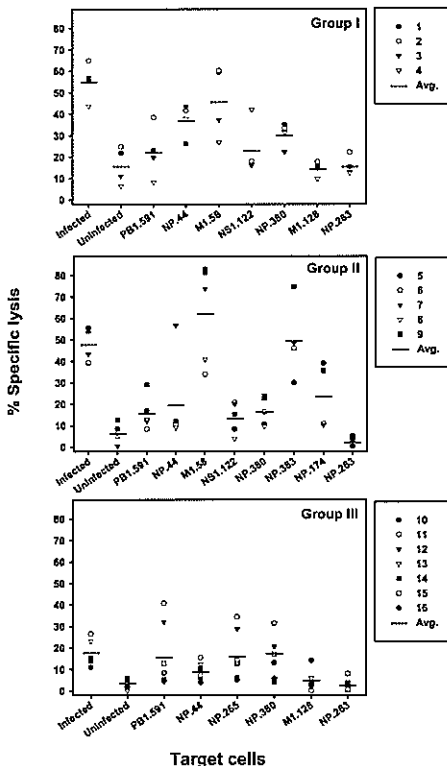 Group I
80
70
60
50
40
30
20
10
0
Infected
Uninfected
PB1.591
NP.44
M1.58
NS1.122
NP.380
M1.128
NP.283
1
2
3
4
Avg.
% Specific lysis
Group II
80
70
60
50
40
30
20
10
0
Infected
Uninfected
PB1.591
NP.44
M1.58
NS1.122
NP.380
NP.383
NP.174
NP.283
5
6
7
8
9
Avg.
Group III
80
70
60
50
40
30
20
10
0
Infected
Uninfected
PB1.591
NP.44
NP.265
NP.380
M1.128
NP.283
10
11
12
13
14
15
16
Avg.
Target cells